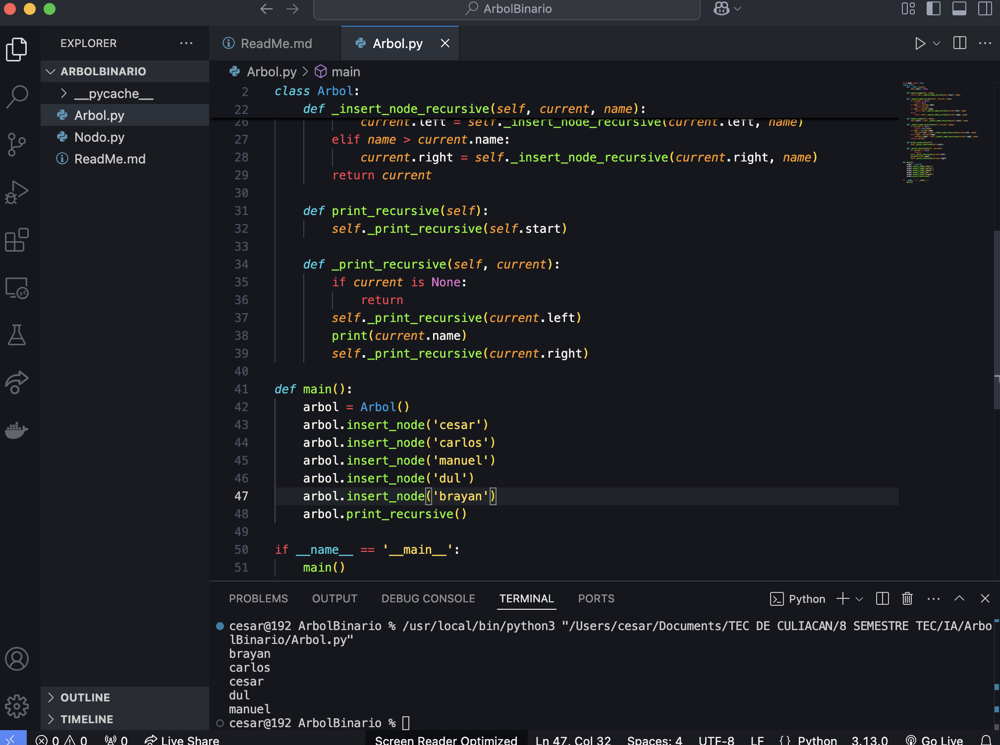 ArbolBinario
EXPLORER
ReadMe.md
Arbol.py
ARBOLBINARIO
__pycache__
Arbol.py
Nodo.py
ReadMe.md
OUTLINE
TIMELINE
Arbol.py > main
2 class Arbol:
22 def _insert_node_recursive(self, current, name):
26 current.left = self._insert_node_recursive(current.left, name)
27 elif name > current.name:
28 current.right = self._insert_node_recursive(current.right, name)
29 return current
30
31 def print_recursive(self):
32 self._print_recursive(self.start)
33
34 def _print_recursive(self, current):
35 if current is None:
36 return
37 self._print_recursive(current.left)
38 print(current.name)
39 self._print_recursive(current.right)
40
41 def main():
42 arbol = Arbol()
43 arbol.insert_node('cesar')
44 arbol.insert_node('carlos')
45 arbol.insert_node('manuel')
46 arbol.insert_node('dul')
47 arbol.insert_node('brayan')
48 arbol.print_recursive()
49
50 if __name__ == '__main__':
51 main()
PROBLEMS OUTPUT DEBUG CONSOLE TERMINAL PORTS Python
cesar@192 ArbolBinario % /usr/local/bin/python3 "/Users/cesar/Documents/TEC DE CULIACAN/8 SEMESTRE TEC/IA/Arbo
lBinario/Arbol.py"
brayan
carlos
cesar
dul
manuel
cesar@192 ArbolBinario %
0 0 0 Live Share Screen Reader Optimized Ln 47, Col 32 Spaces: 4 UTF-8 LF {} Python 3.13.0 Go Live